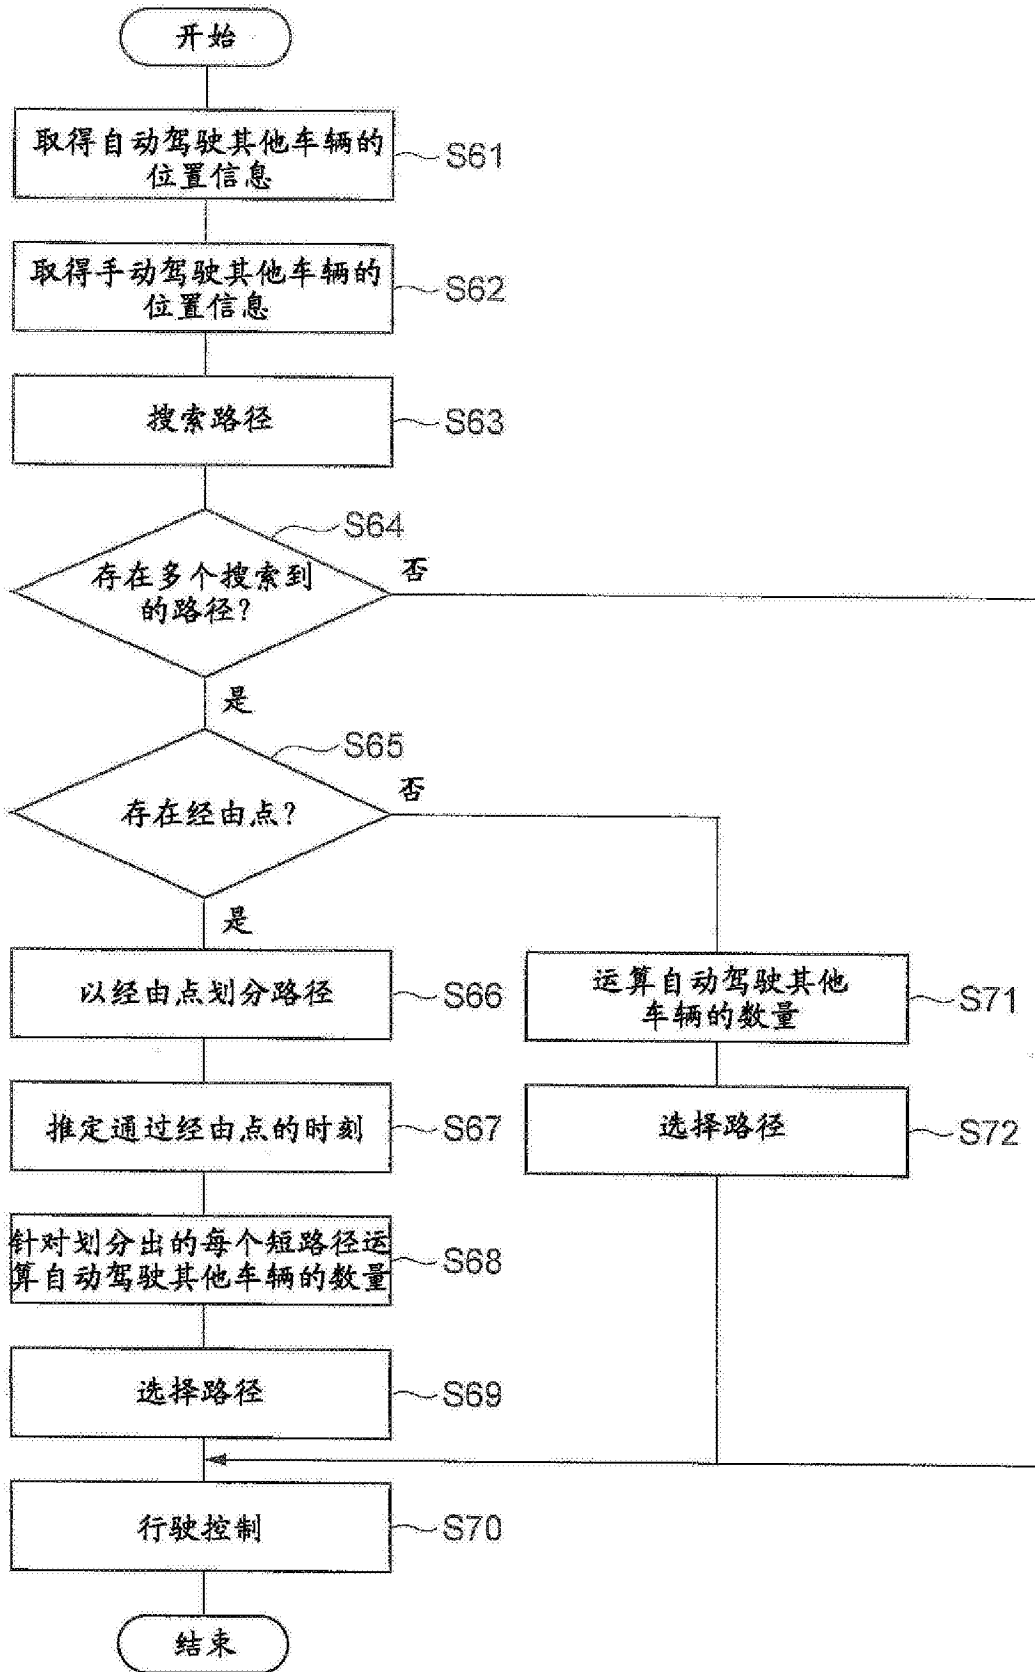 开始
取得自动驾驶其他车辆的
位置信息
S61
取得手动驾驶其他车辆的
位置信息
S62
搜索路径
S63
S64
存在多个搜索到
的路径?
否
是
S65
存在经由点?
否
是
以经由点划分路径
S66
运算自动驾驶其他
车辆的数量
S71
推定通过经由点的时刻
S67
选择路径
S72
针对划分出的每个短路径运
算自动驾驶其他车辆的数量
S68
选择路径
S69
行驶控制
S70
结束